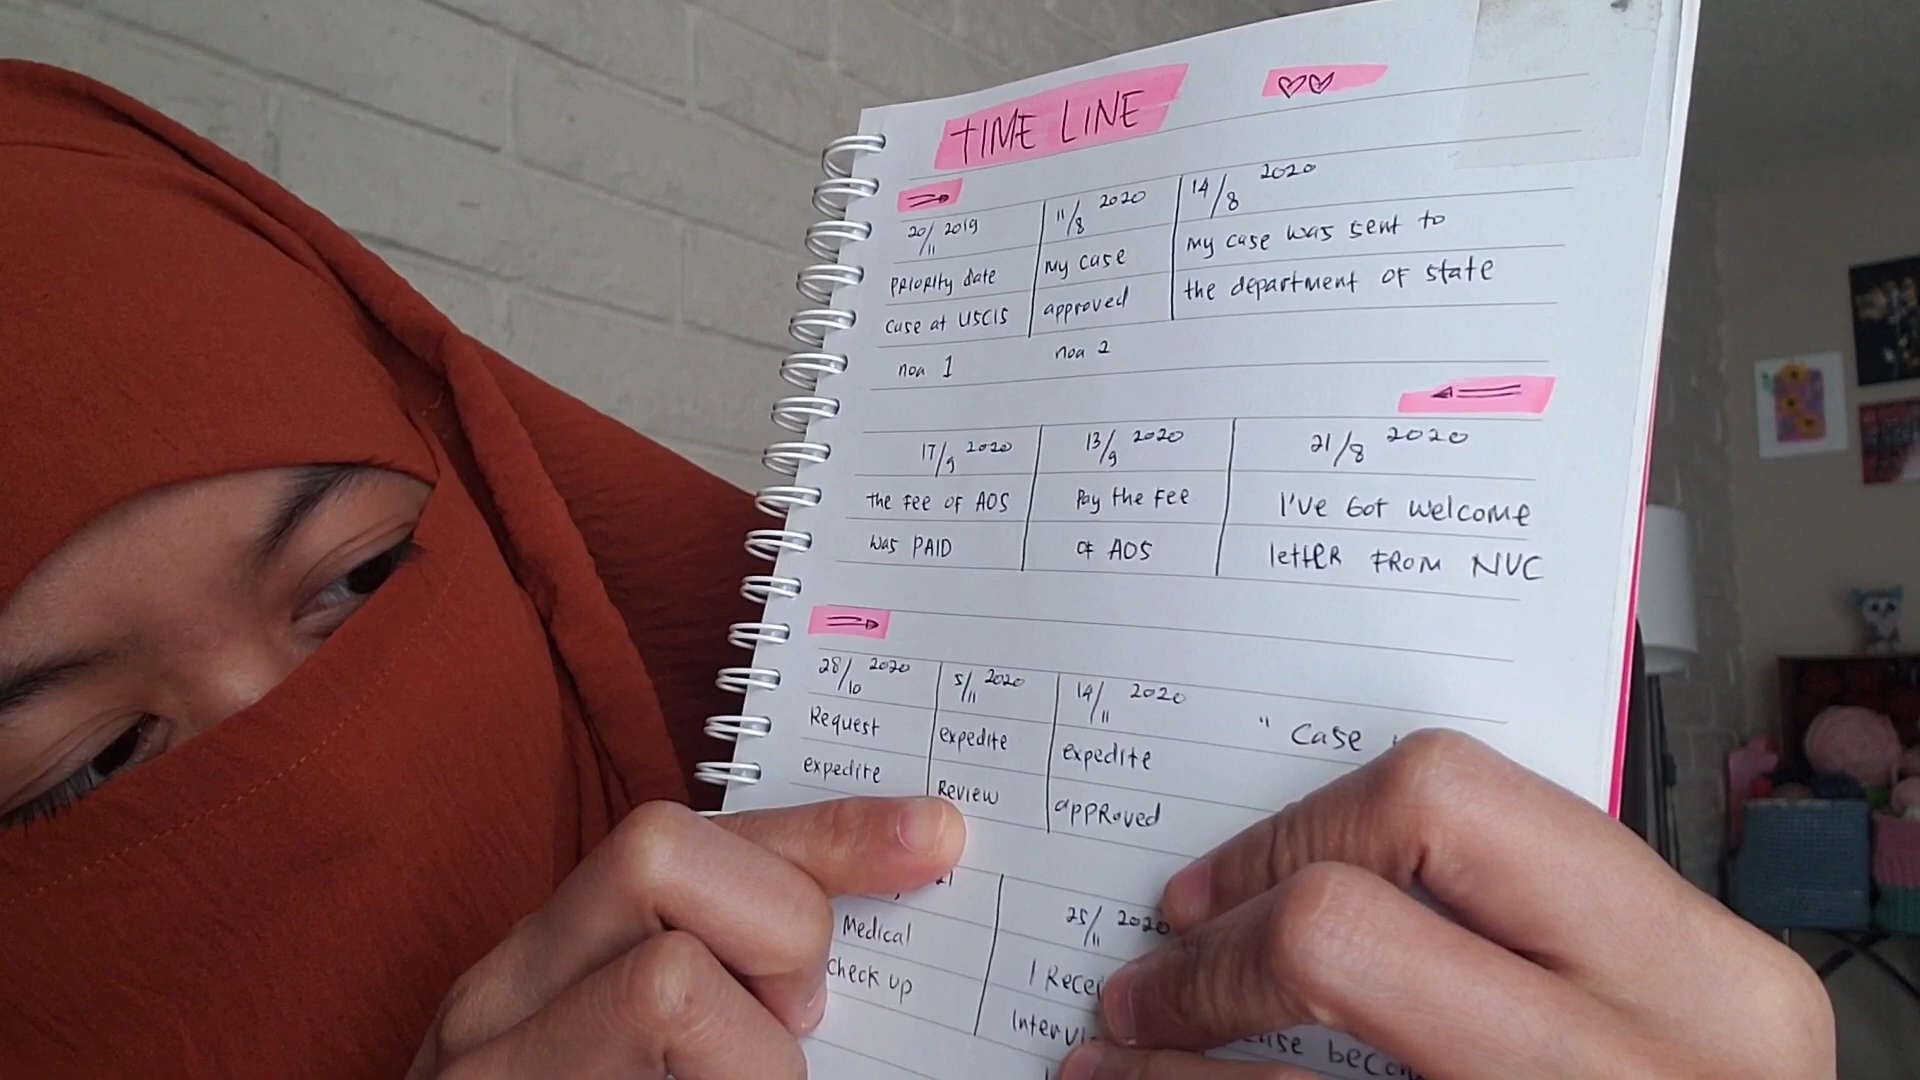 TIME LINE
20/11 2019
PRIORITY date
case at USCIS
noa 1
11/8 2020
My case
approved
noa 2
14/8 2020
My case was sent to
the department of state
17/9 2020
the FEE OF AOS
was PAID
13/9 2020
Pay the FEE
OF AOS
21/8 2020
I've Got welcome
letteR FROM NVC
28/10 2020
Request
expedite
5/11 2020
expedite
Review
14/11 2020
expedite
appRoved
" Case
21
Medical
check up
25/11 2020
I